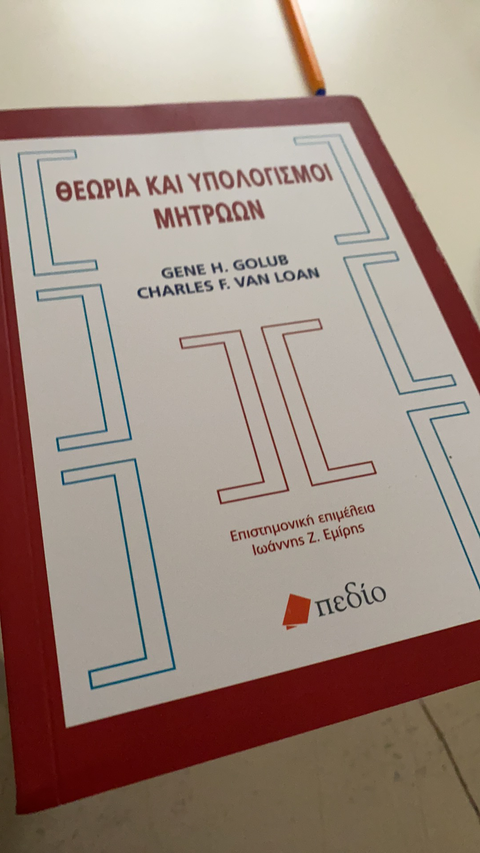 ΘΕΩΡΙΑ ΚΑΙ ΥΠΟΛΟΓΙΣΜΟΙ
ΜΗΤΡΩΩΝ
GENE H. GOLUB
CHARLES F. VAN LOAN
Επιστημονική επιμέλεια
Ιωάννης Ζ. Εμίρης
πεδίο